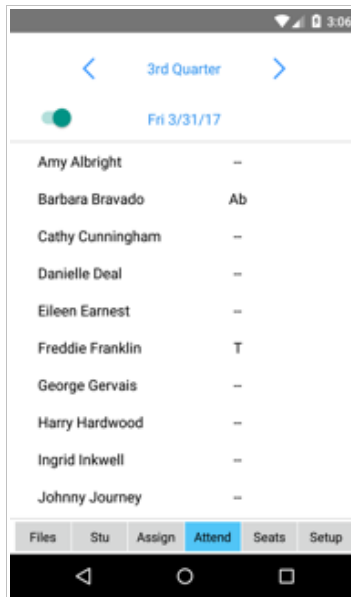 3:06
3rd Quarter
Fri 3/31/17
Amy Albright --
Barbara Bravado Ab
Cathy Cunningham --
Danielle Deal --
Eileen Earnest --
Freddie Franklin T
George Gervais --
Harry Hardwood --
Ingrid Inkwell --
Johnny Journey --
Files Stu Assign Attend Seats Setup